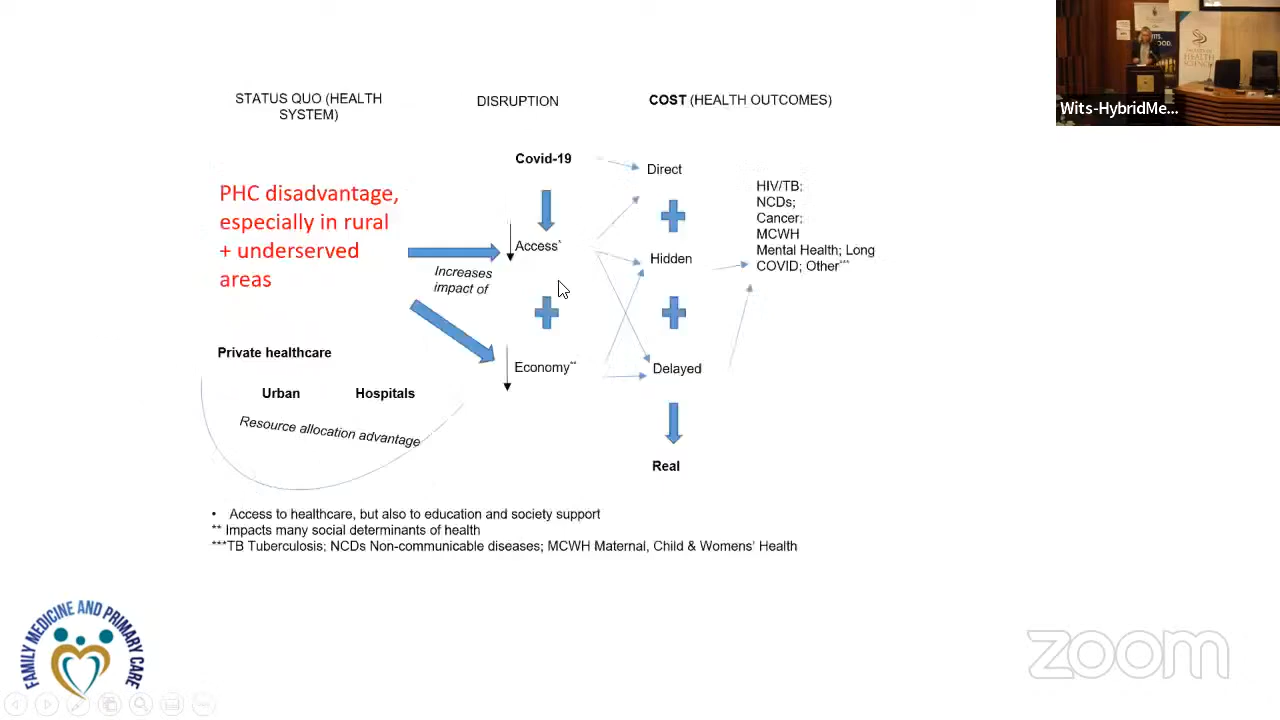 STATUS QUO (HEALTH
SYSTEM)
DISRUPTION
COST (HEALTH OUTCOMES)
Covid-19
Direct
PHC disadvantage,
especially in rural
+ underserved
areas
HIV/TB;
NCDs;
Cancer;
MCWH
Mental Health; Long
COVID; Other***
Access*
Hidden
Increases
impact of
Private healthcare
Economy**
Delayed
Urban
Hospitals
Resource allocation advantage
Real
• Access to healthcare, but also to education and society support
** Impacts many social determinants of health
***TB Tuberculosis; NCDs Non-communicable diseases; MCWH Maternal, Child & Womens' Health
FAMILY MEDICINE AND PRIMARY CARE
zoom
Wits-HybridMe...
HEALTH